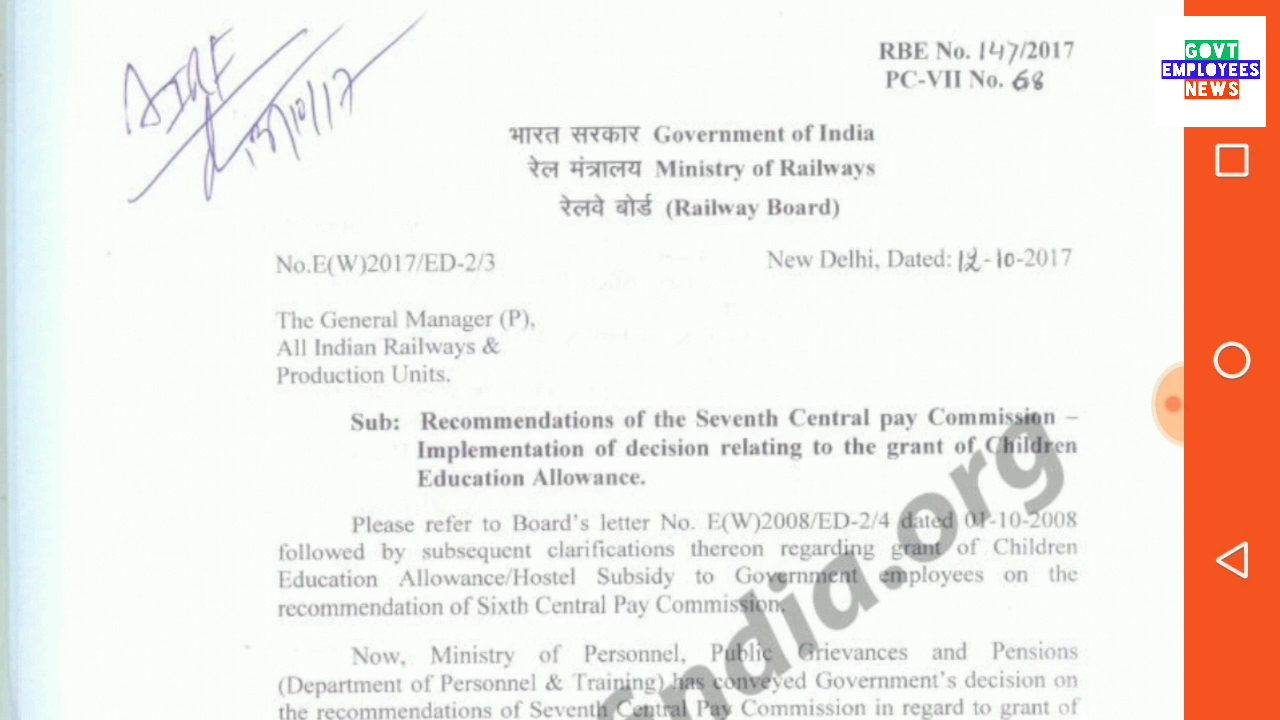 AIRF
13/10/17
RBE No. 147/2017
PC-VII No. 68
GOVT
EMPLOYEES
NEWS
भारत सरकार Government of India
रेल मंत्रालय Ministry of Railways
रेलवे बोर्ड (Railway Board)
No.E(W)2017/ED-2/3 New Delhi, Dated: 12-10-2017
The General Manager (P),
All Indian Railways &
Production Units.
Sub: Recommendations of the Seventh Central pay Commission –
Implementation of decision relating to the grant of Children
Education Allowance.
Please refer to Board's letter No. E(W)2008/ED-2/4 dated 01-10-2008
followed by subsequent clarifications thereon regarding grant of Children
Education Allowance/Hostel Subsidy to Government employees on the
recommendation of Sixth Central Pay Commission.
Now, Ministry of Personnel, Public Grievances and Pensions
(Department of Personnel & Training) has conveyed Government's decision on
the recommendations of Seventh Central Pay Commission in regard to grant of
findia.org